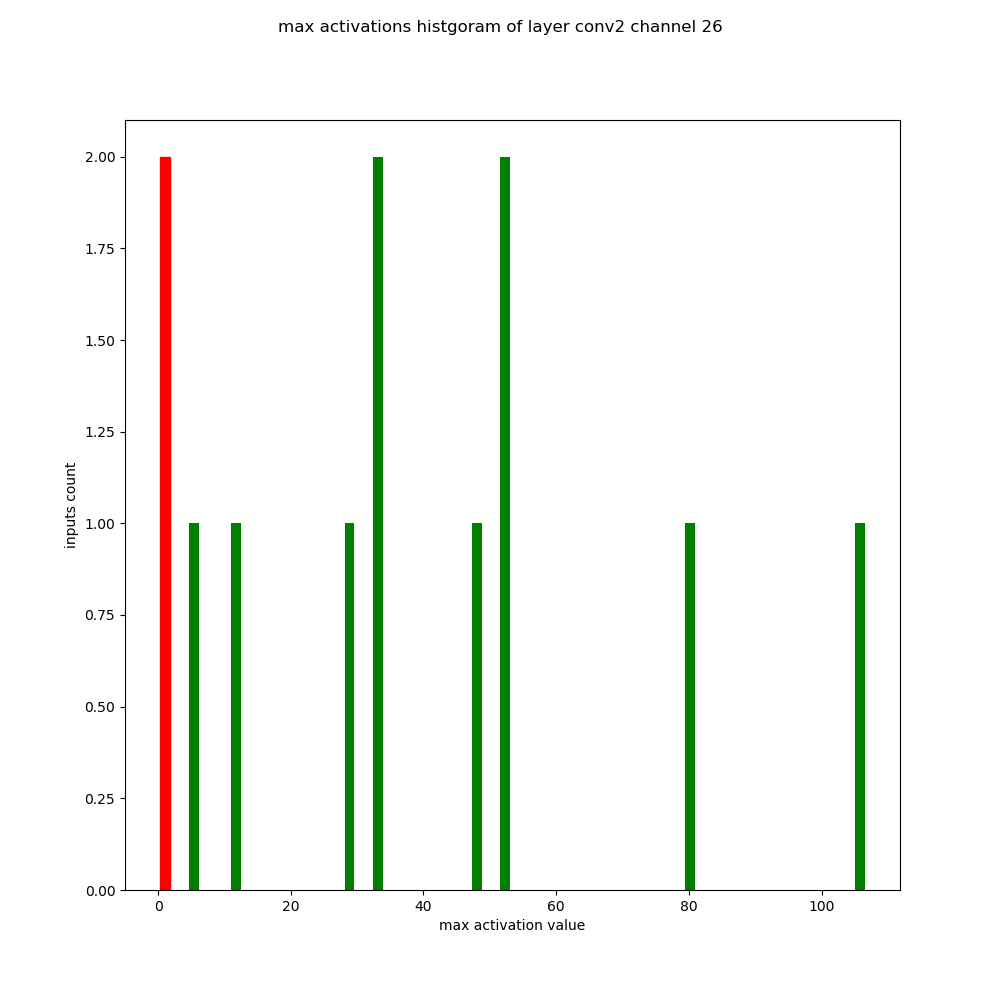 max activations histgoram of layer conv2 channel 26
2.00
1.75
1.50
1.25
1.00
0.75
0.50
0.25
0.00
inputs count
0 20 40 60 80 100
max activation value